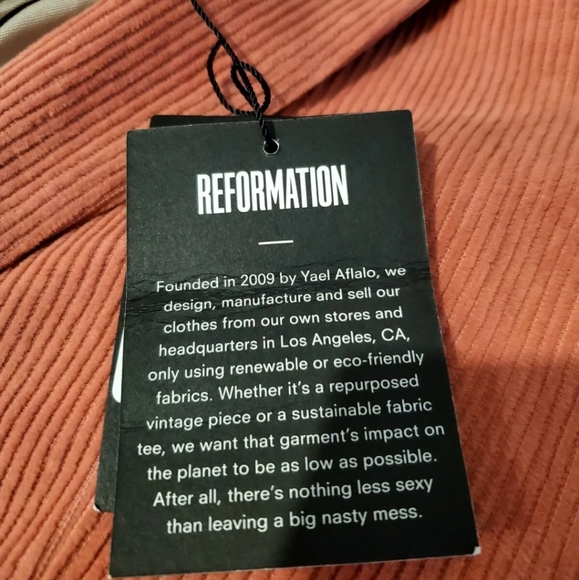 REFORMATION
Founded in 2009 by Yael Aflalo, we
design, manufacture and sell our
clothes from our own stores and
headquarters in Los Angeles, CA,
only using renewable or eco-friendly
fabrics. Whether it's a repurposed
vintage piece or a sustainable fabric
tee, we want that garment's impact on
the planet to be as low as possible.
After all, there's nothing less sexy
than leaving a big nasty mess.